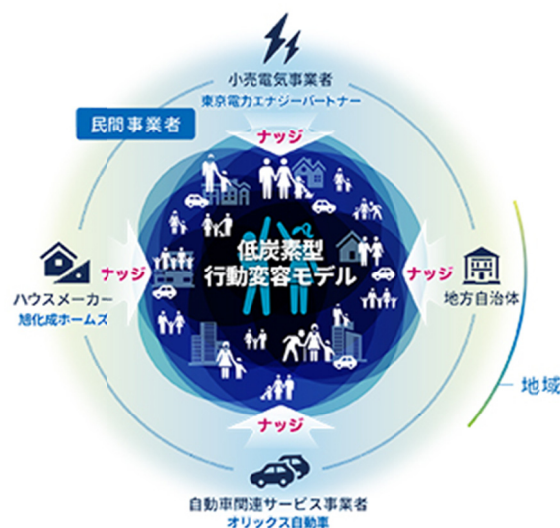 小売電気事業者
東京電力エナジーパートナー
民間事業者
ナッジ
低炭素型
行動変容モデル
ナッジ
ハウスメーカー
旭化成ホームズ
ナッジ
地方自治体
地域
ナッジ
自動車関連サービス事業者
オリックス自動車